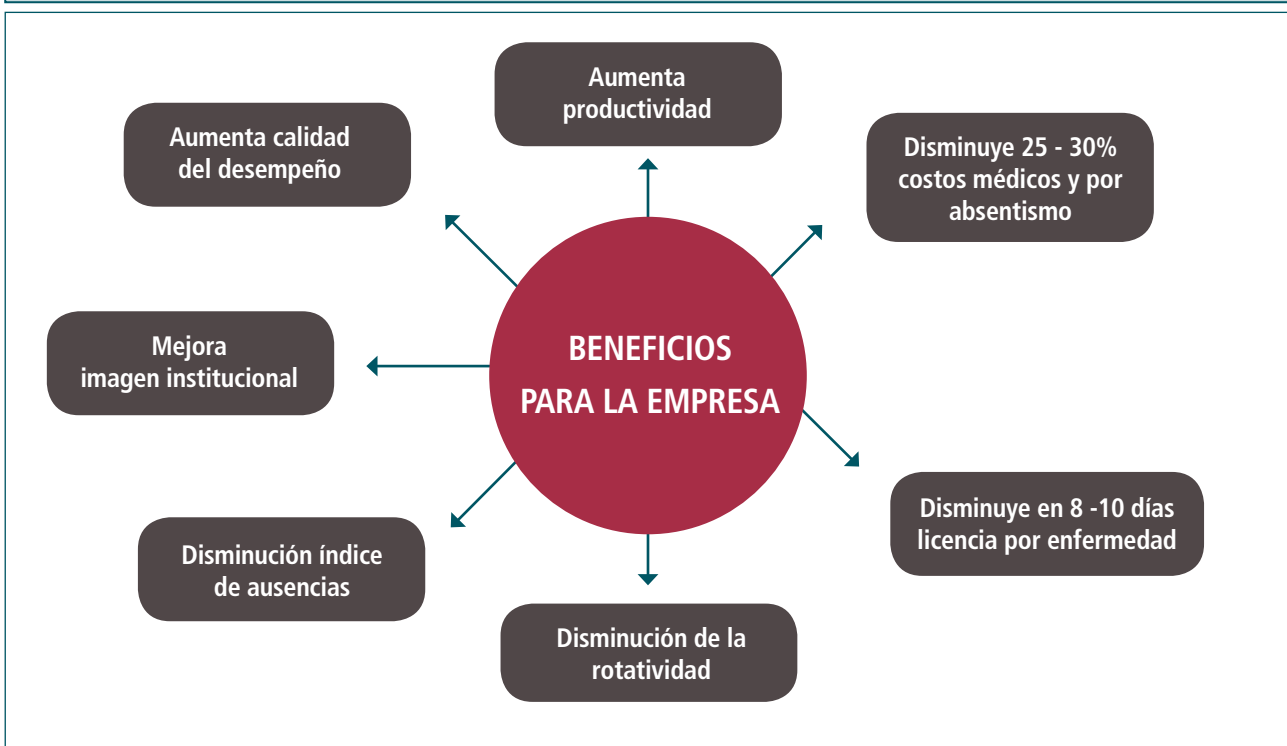 Aumenta
productividad
Aumenta calidad
del desempeño
Disminuye 25 - 30%
costos médicos y por
absentismo
Mejora
imagen institucional
BENEFICIOS
PARA LA EMPRESA
Disminuye en 8 -10 días
licencia por enfermedad
Disminución índice
de ausencias
Disminución de la
rotatividad